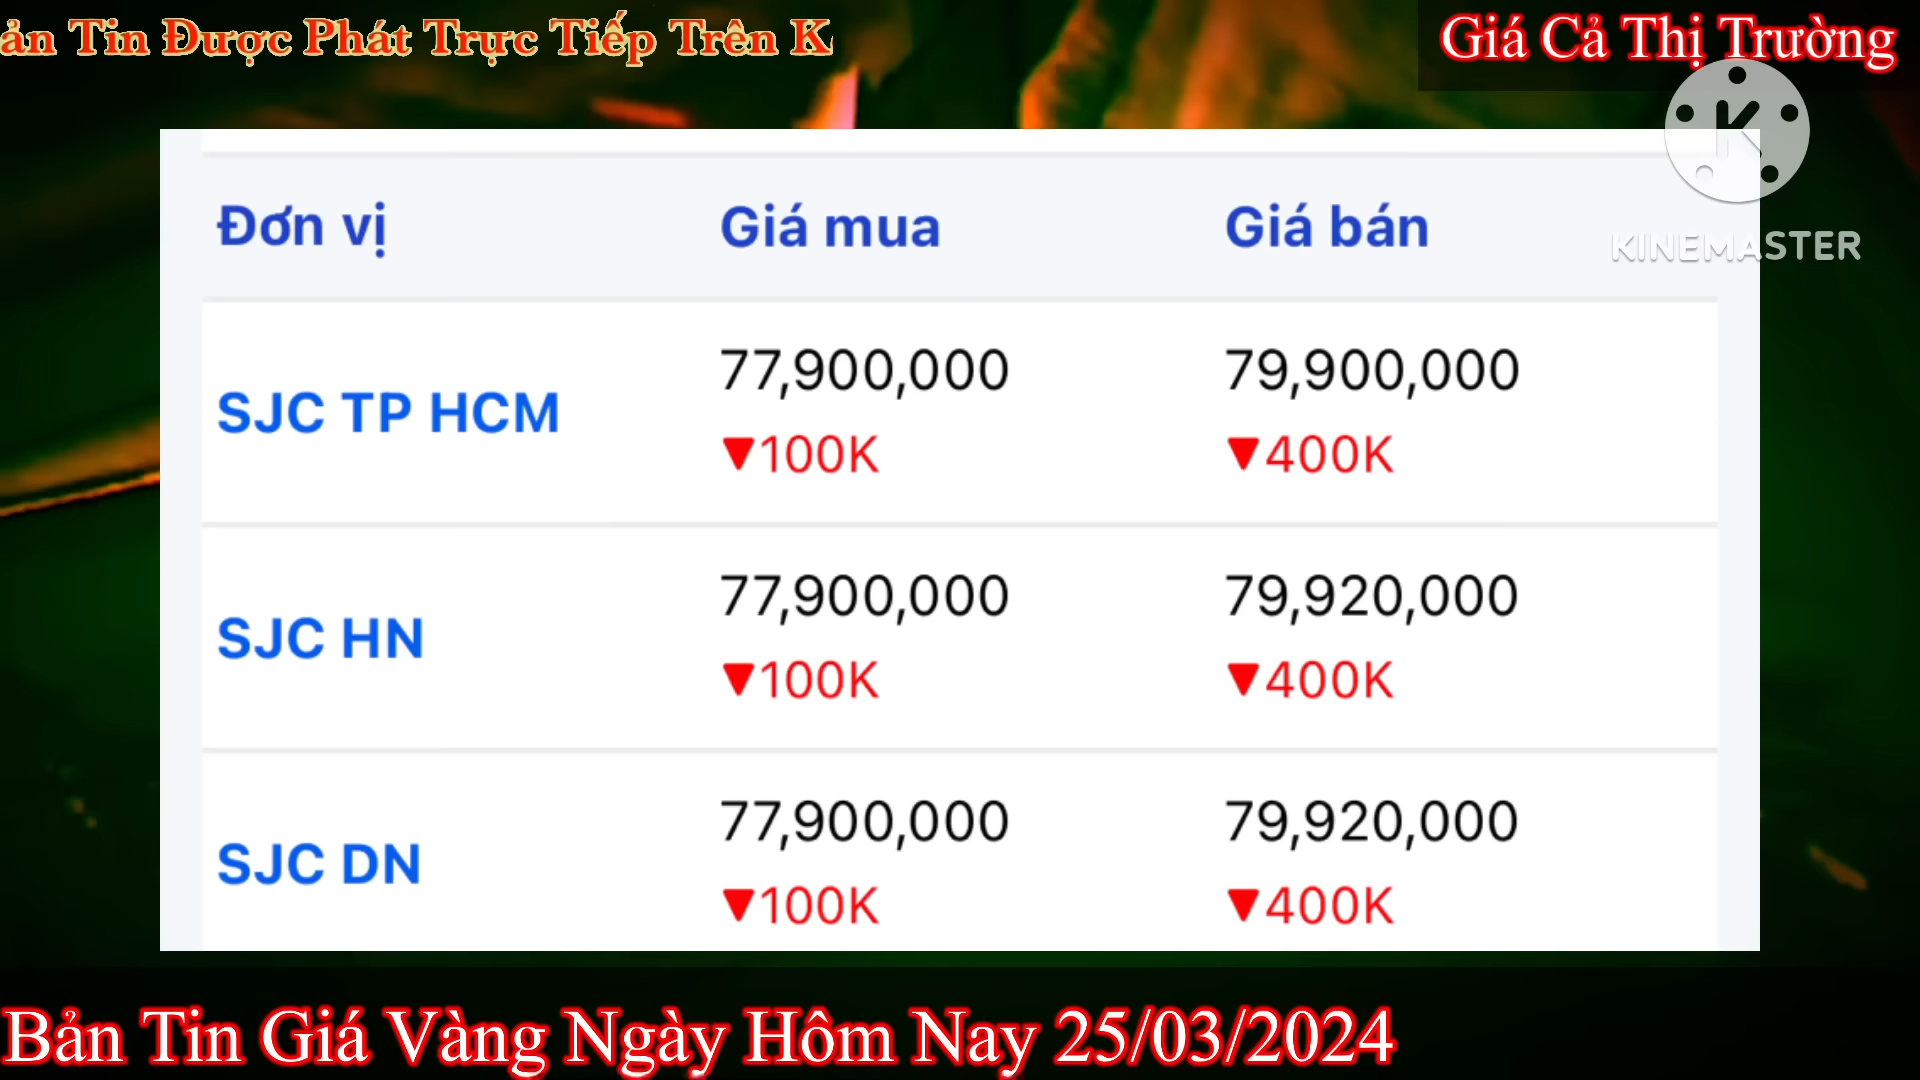 ản Tin Được Phát Trực Tiếp Trên K
Giá Cả Thị Trường
KINEMASTER
Đơn vị Giá mua Giá bán
77,900,000 79,900,000
SJC TP HCM
▼100K ▼400K
77,900,000 79,920,000
SJC HN
▼100K ▼400K
77,900,000 79,920,000
SJC DN
▼100K ▼400K
Bản Tin Giá Vàng Ngày Hôm Nay 25/03/2024